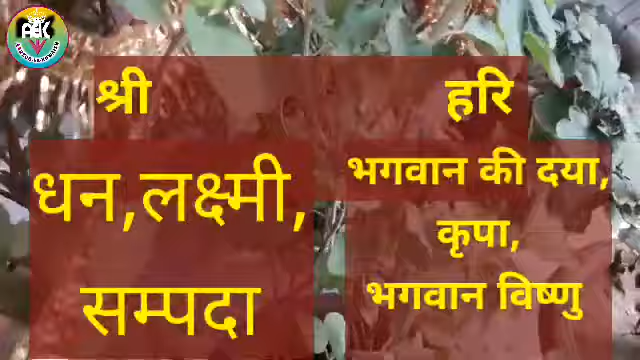 श्री
धन,लक्ष्मी,
सम्पदा
हरि
भगवान की दया,
कृपा,
भगवान विष्णु